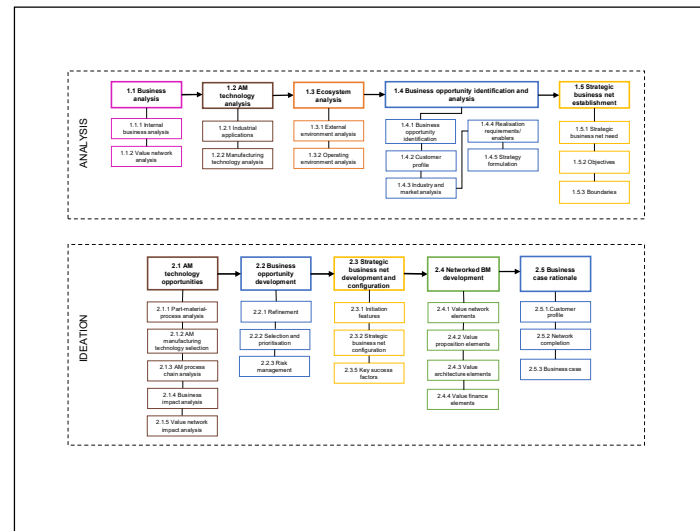 ANALYSIS
1.1 Business
analysis
1.1.1 Internal
business analysis
1.1.2 Value network
analysis
1.2 AM
technology
analysis
1.2.1 Industrial
applications
1.2.2 Manufacturing
technology analysis
1.3 Ecosystem
analysis
1.3.1 External
environment analysis
1.3.2 Operating
environment analysis
1.4 Business opportunity identification and
analysis
1.4.1 Business
opportunity
identification
1.4.2 Customer
profile
1.4.3 Industry and
market analysis
1.4.4 Realisation
requirements/
enablers
1.4.5 Strategy
formulation
1.5 Strategic
business net
establishment
1.5.1 Strategic
business net need
1.5.2 Objectives
1.5.3 Boundaries
IDEATION
2.1 AM
technology
opportunities
2.1.1 Part-material-
process analysis
2.1.2 AM
manufacturing
technology selection
2.1.3 AM process
chain analysis
2.1.4 Business
impact analysis
2.1.5 Value network
impact analysis
2.2 Business
opportunity
development
2.2.1 Refinement
2.2.2 Selection and
prioritisation
2.2.3 Risk
management
2.3 Strategic
business net
development and
configuration
2.3.1 Initiation
features
2.3.2 Strategic
business net
configuration
2.3.5 Key success
factors
2.4 Networked BM
development
2.4.1 Value network
elements
2.4.2 Value
proposition elements
2.4.3 Value
architecture elements
2.4.4 Value finance
elements
2.5 Business
case rationale
2.5.1 Customer
profile
2.5.2 Network
completion
2.5.3 Business case